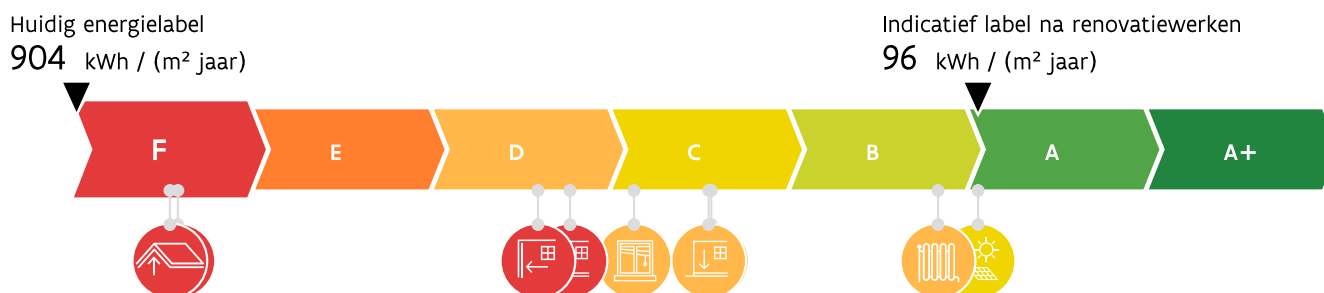 Huidig energielabel
904 kWh / (m² jaar)
Indicatief label na renovatiewerken
96 kWh / (m² jaar)
F E D C B A A+